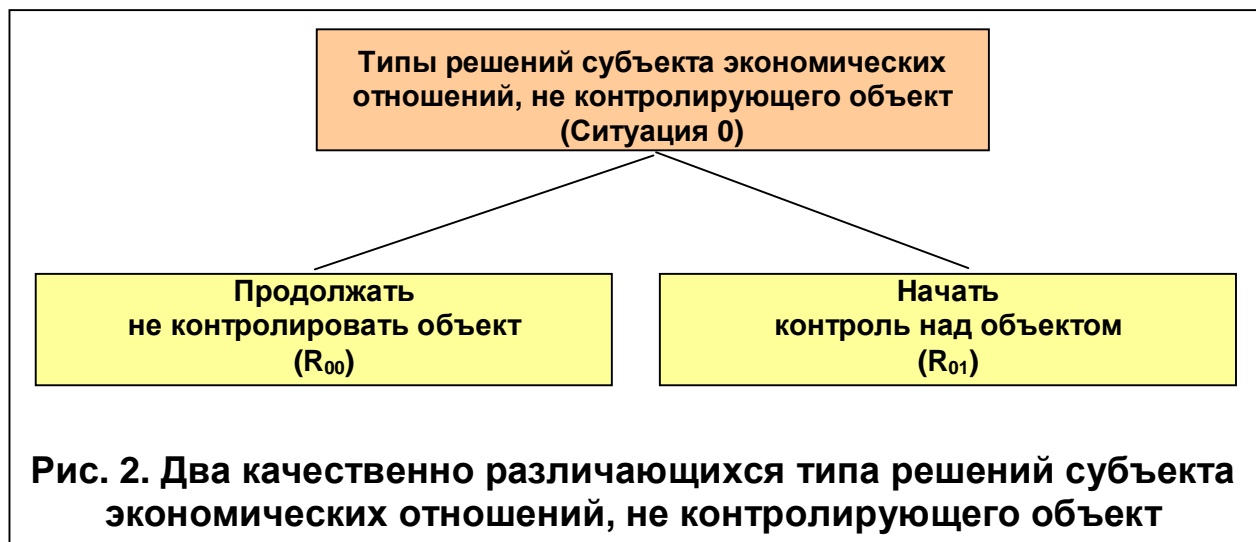 Типы решений субъекта экономических
отношений, не контролирующего объект
(Ситуация 0)
Продолжать
не контролировать объект
(R₀₀)
Начать
контроль над объектом
(R₀₁)
Рис. 2. Два качественно различающихся типа решений субъекта
экономических отношений, не контролирующего объект